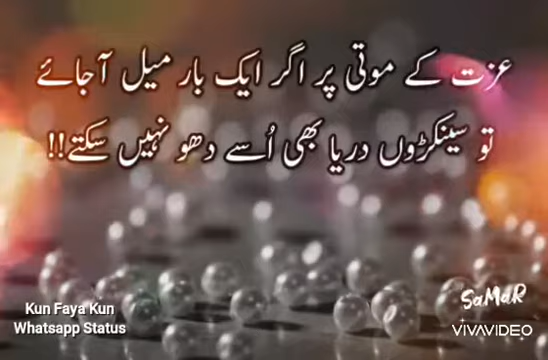 عزت کے موتی پر اگر ایک بار میل آ جائے
تو سینکڑوں دریا بھی اُسے دھو نہیں سکتے!!
Kun Faya Kun
Whatsapp Status
SaMaR
VIVAVIDEO